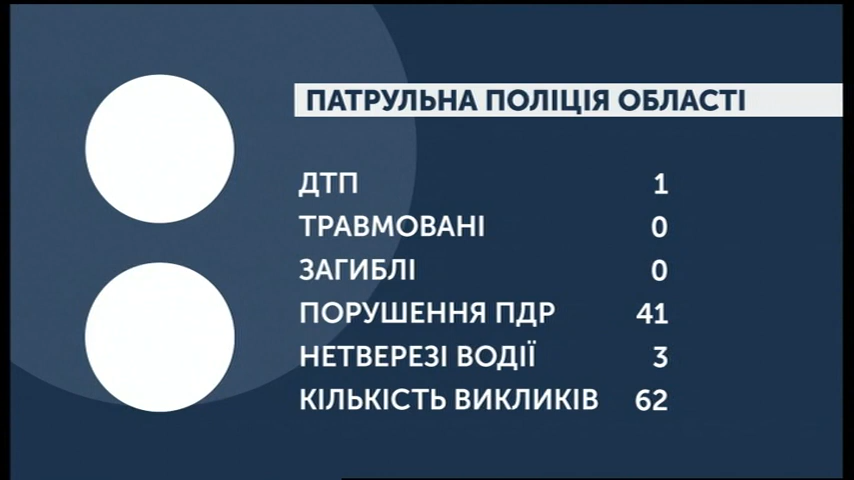 ПАТРУЛЬНА ПОЛІЦІЯ ОБЛАСТІ
ДТП 1
ТРАВМОВАНІ 0
ЗАГИБЛІ 0
ПОРУШЕННЯ ПДР 41
НЕТВЕРЕЗІ ВОДІЇ 3
КІЛЬКІСТЬ ВИКЛИКІВ 62